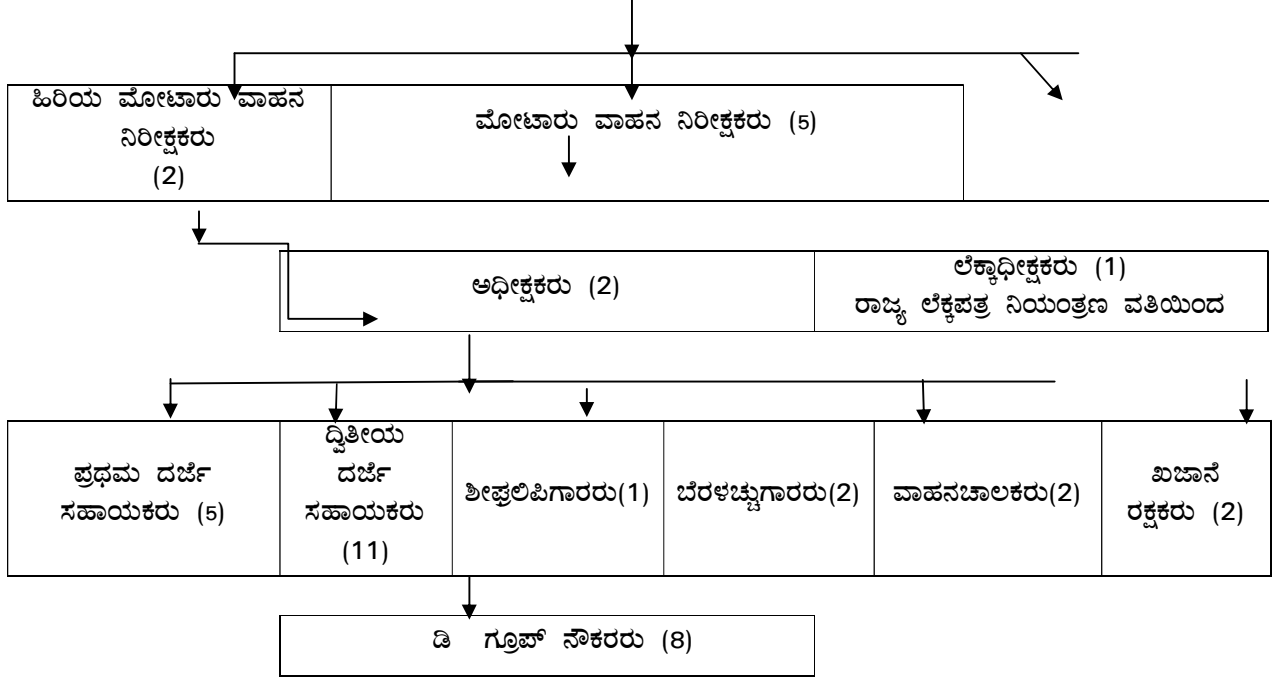 ಹಿರಿಯ ಮೋಟಾರು ವಾಹನ
ನಿರೀಕ್ಷಕರು
(2)
ಮೋಟಾರು ವಾಹನ ನಿರೀಕ್ಷಕರು (5)
ಅಧೀಕ್ಷಕರು (2)
ಲೆಕ್ಕಾಧೀಕ್ಷಕರು (1)
ರಾಜ್ಯ ಲೆಕ್ಕಪತ್ರ ನಿಯಂತ್ರಣ ವತಿಯಿಂದ
ಪ್ರಥಮ ದರ್ಜೆ
ಸಹಾಯಕರು (5)
ದ್ವಿತೀಯ
ದರ್ಜೆ
ಸಹಾಯಕರು
(11)
ಶೀಘ್ರಲಿಪಿಗಾರರು(1)
ಬೆರಳಚ್ಚುಗಾರರು(2)
ವಾಹನಚಾಲಕರು(2)
ಖಜಾನೆ
ರಕ್ಷಕರು (2)
ಡಿ ಗ್ರೂಪ್ ನೌಕರರು (8)